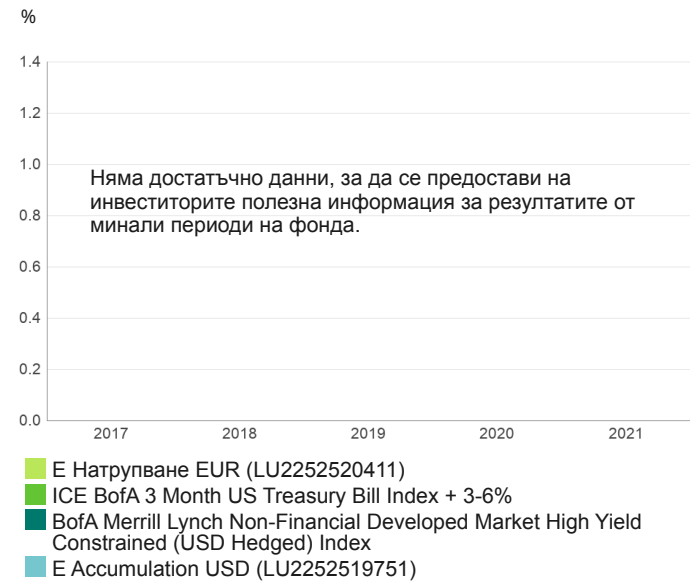 %
1.4
1.2
1.0
Няма достатъчно данни, за да се предостави на
инвеститорите полезна информация за резултатите от
минали периоди на фонда.
0.8
0.6
0.4
0.2
0.0
2017 2018 2019 2020 2021
Е Натрупване EUR (LU2252520411)
ICE BofA 3 Month US Treasury Bill Index + 3-6%
BofA Merrill Lynch Non-Financial Developed Market High Yield
Constrained (USD Hedged) Index
E Accumulation USD (LU2252519751)